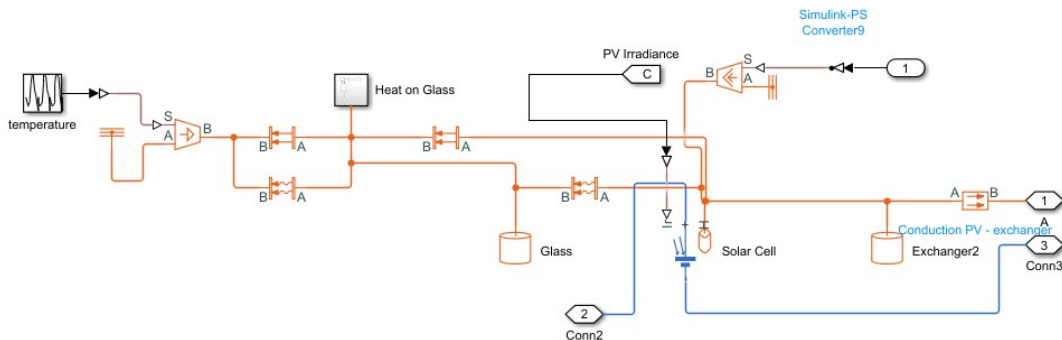 Simulink-PS
Converter9
PV Irradiance
C
B
S
A
1
Heat on Glass
temperature
S
A
B
B
A
B
A
B
A
B
A
A
B
1
A
Ir
+
H
Glass
Solar Cell
Conduction PV - exchanger
Exchanger2
3
Conn3
2
Conn2